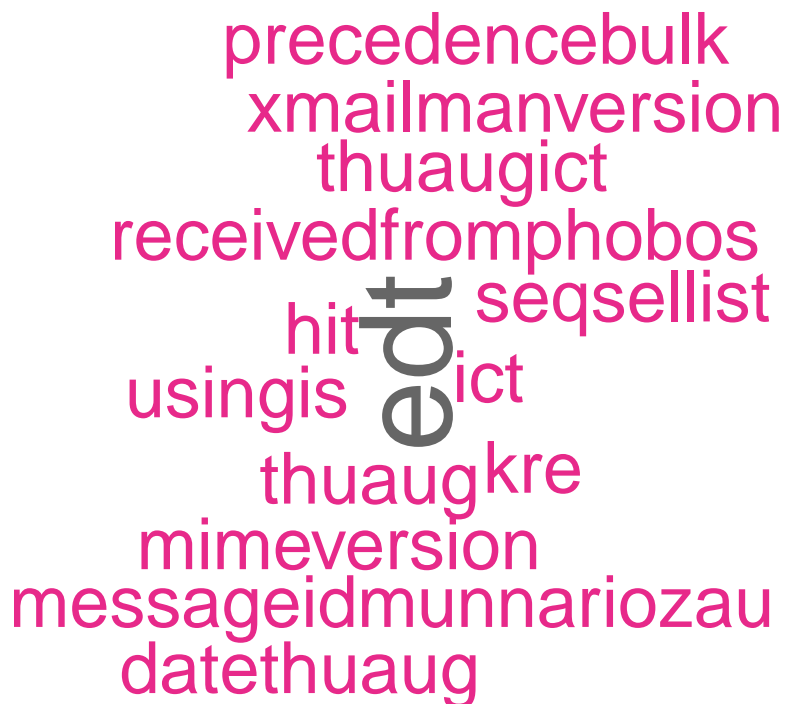 precedencebulk
xmailmanversion
thuaugict
receivedfromphobos
seqsellist
hit
edt
ict
usingis
kre
thuaug
mimeversion
messageidmunnariozau
datethuaug